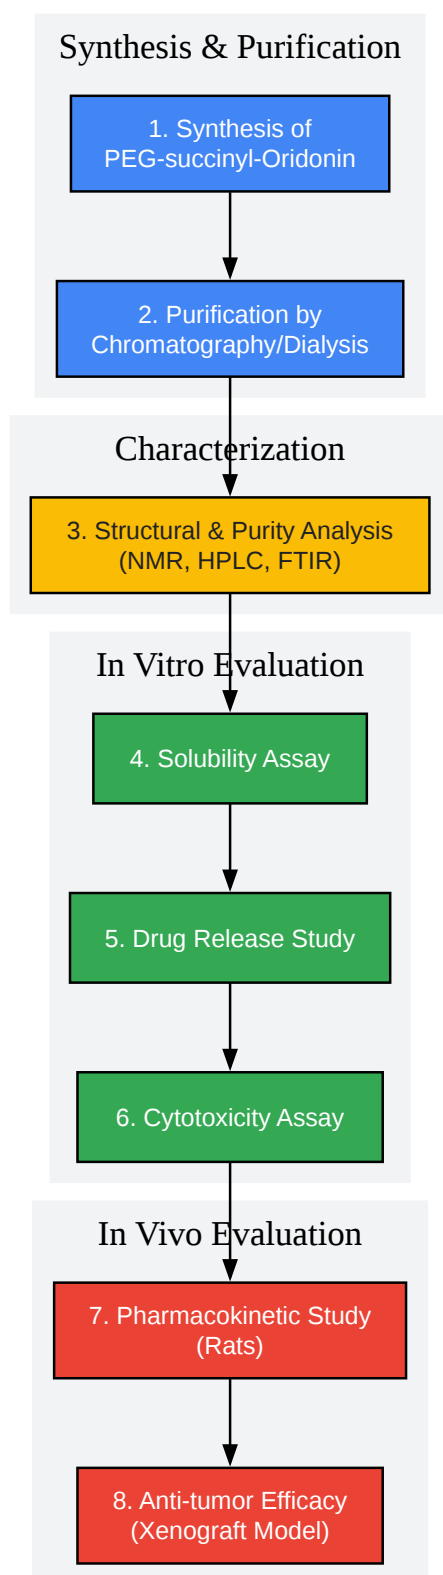 Synthesis & Purification
1. Synthesis of
PEG-succinyl-Oridonin
2. Purification by
Chromatography/Dialysis
Characterization
3. Structural & Purity Analysis
(NMR, HPLC, FTIR)
In Vitro Evaluation
4. Solubility Assay
5. Drug Release Study
6. Cytotoxicity Assay
In Vivo Evaluation
7. Pharmacokinetic Study
(Rats)
8. Anti-tumor Efficacy
(Xenograft Model)